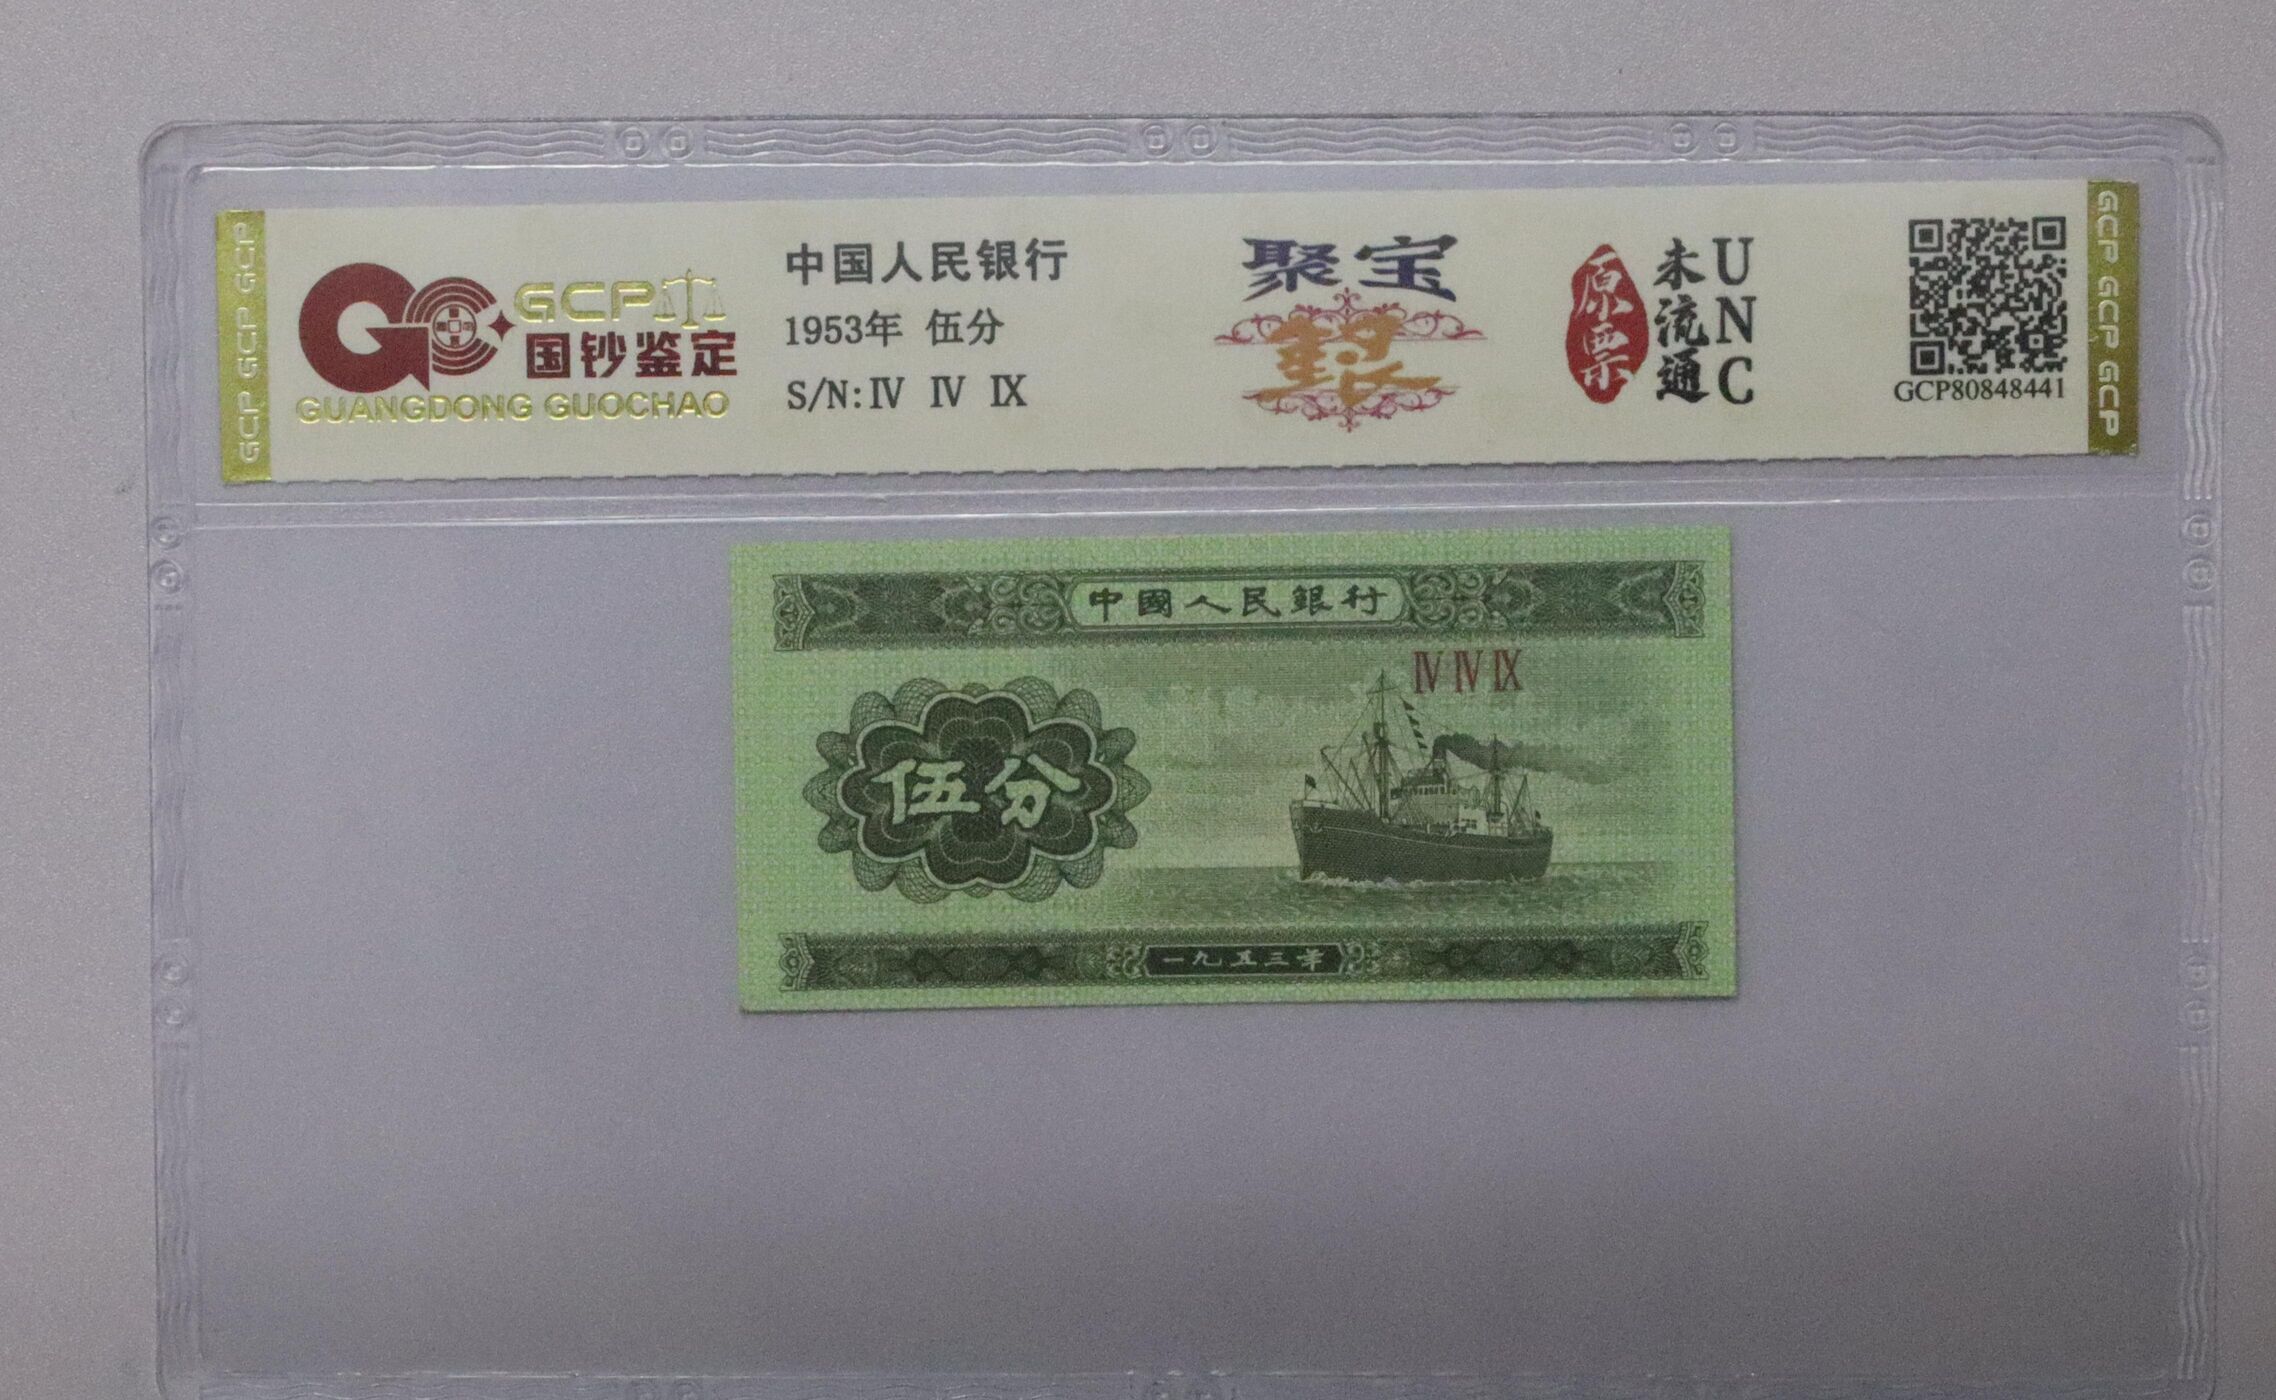 GCP GCP GCP
GCP
国钞鉴定
GUANGDONG GUOCHAO
中国人民银行
1953年 伍分
S/N:Ⅳ Ⅳ Ⅸ
聚宝
原票
未流通
UNC
GCP80848441
GCP GCP GCP
中國人民銀行
Ⅳ Ⅳ Ⅸ
伍分
一九五三年